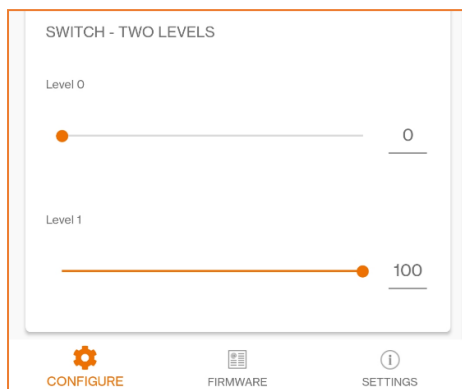 SWITCH - TWO LEVELS
Level 0
0
Level 1
100
CONFIGURE
FIRMWARE
SETTINGS